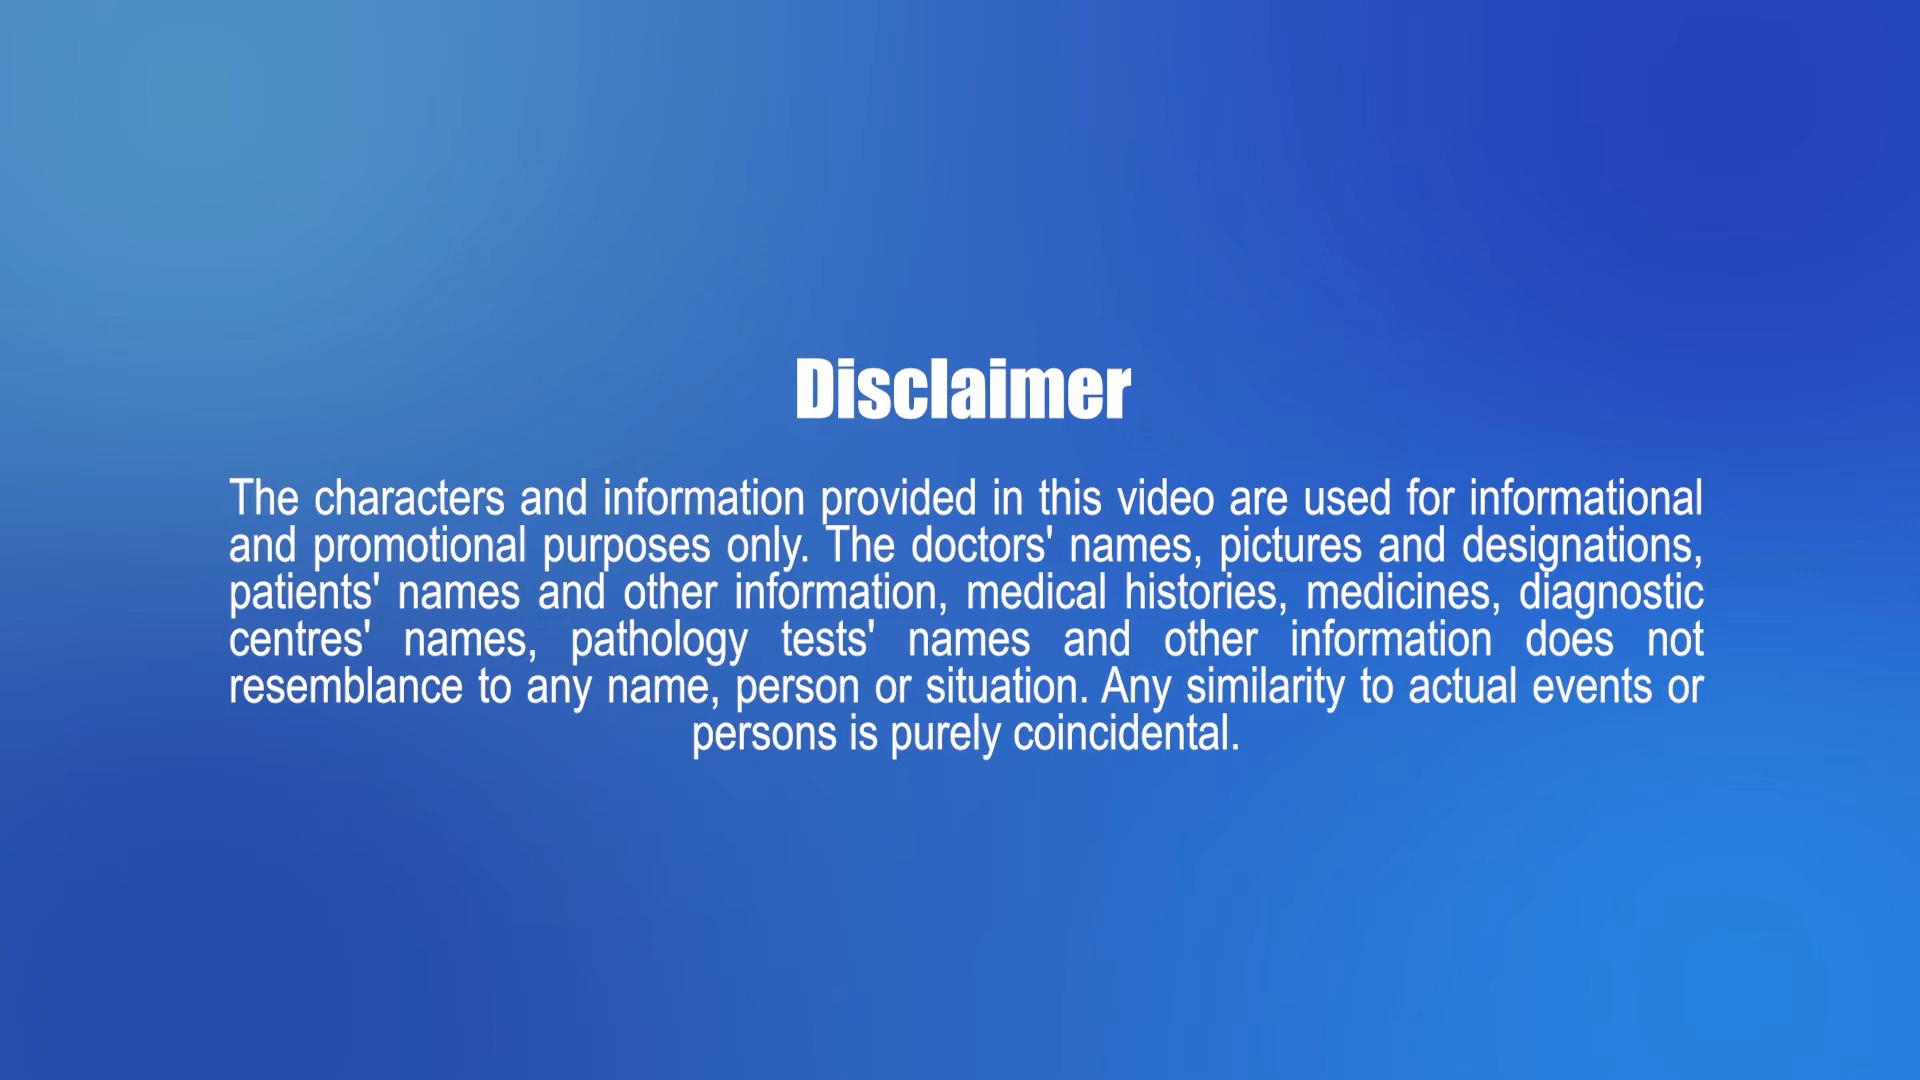 Disclaimer
The characters and information provided in this video are used for informational
and promotional purposes only. The doctors' names, pictures and designations,
patients' names and other information, medical histories, medicines, diagnostic
centres' names, pathology tests' names and other information does not
resemblance to any name, person or situation. Any similarity to actual events or
persons is purely coincidental.